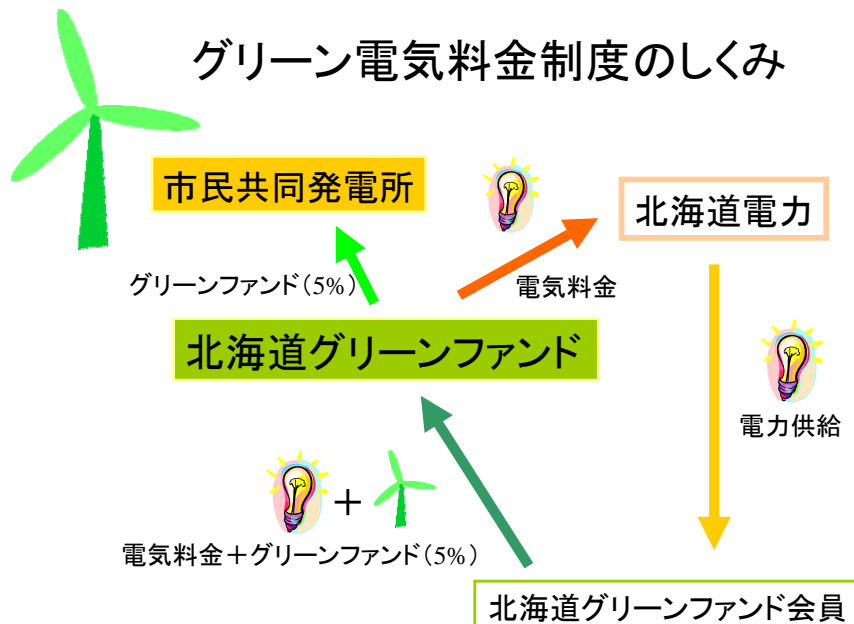 グリーン電気料金制度のしくみ
市民共同発電所
北海道電力
グリーンファンド(5%)
電気料金
北海道グリーンファンド
電力供給
+
電気料金+グリーンファンド(5%)
北海道グリーンファンド会員